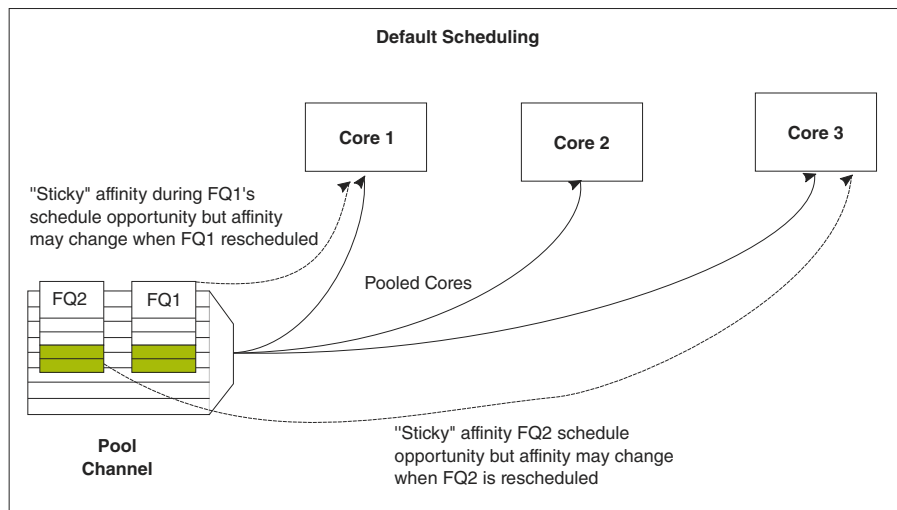 Default Scheduling
Core 1
Core 2
Core 3
"Sticky" affinity during FQ1's
schedule opportunity but affinity
may change when FQ1 rescheduled
Pooled Cores
FQ2
FQ1
"Sticky" affinity FQ2 schedule
opportunity but affinity may change
when FQ2 is rescheduled
Pool
Channel